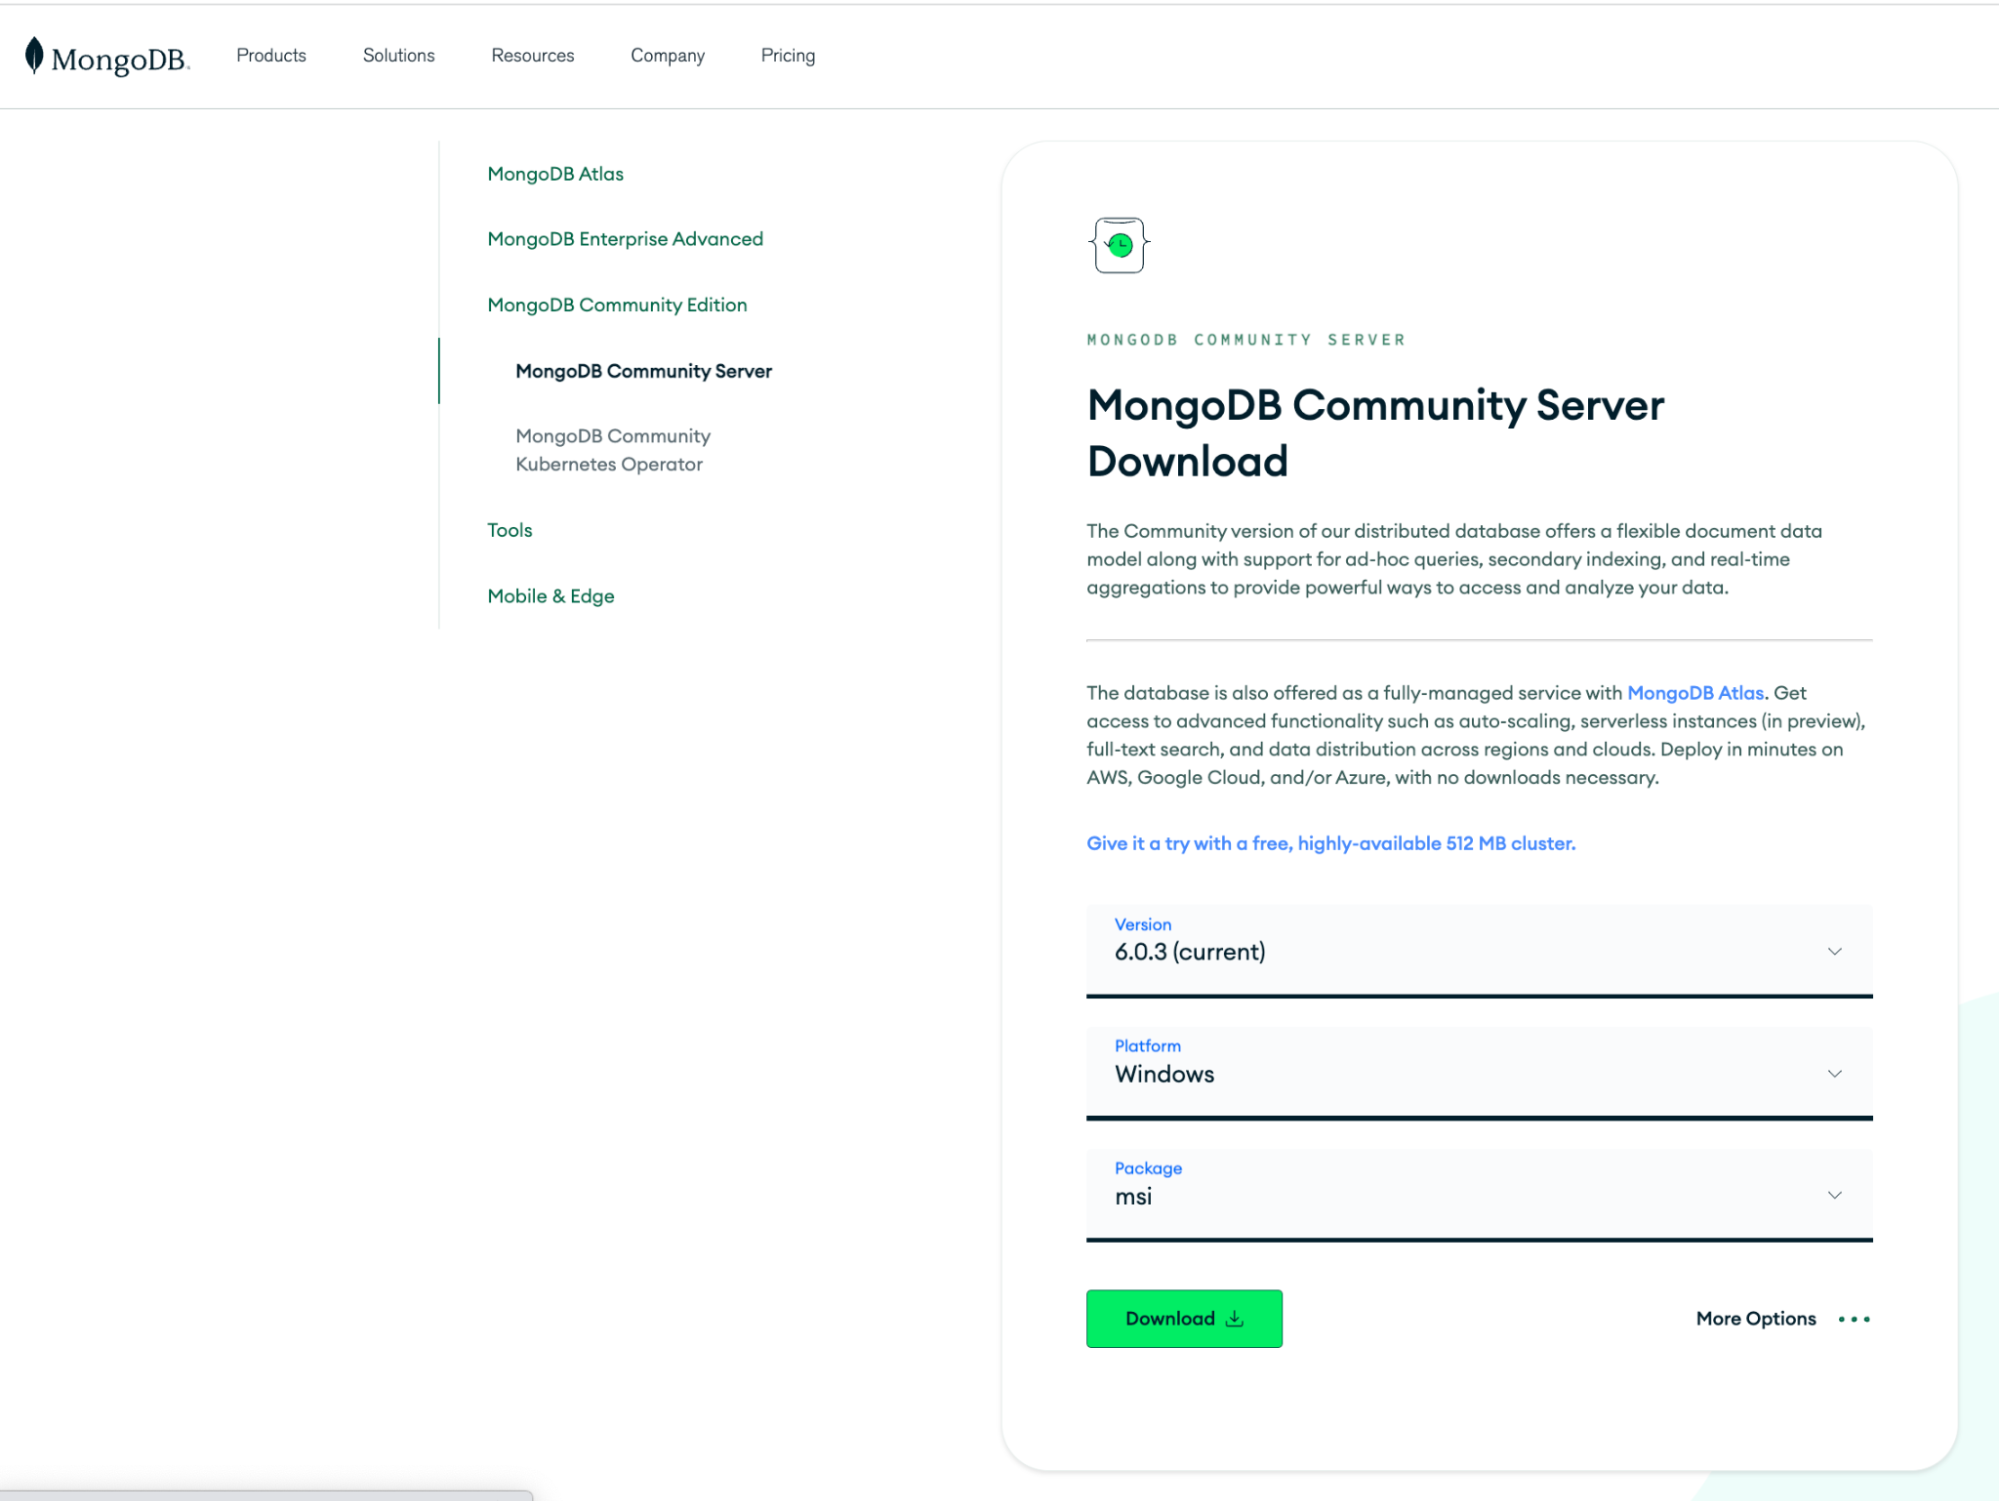 MongoDB.
Products
Solutions
Resources
Company
Pricing
MongoDB Atlas
MongoDB Enterprise Advanced
MongoDB Community Edition
MongoDB Community Server
MongoDB Community
Kubernetes Operator
Tools
Mobile & Edge
MONGODB COMMUNITY SERVER
MongoDB Community Server
Download
The Community version of our distributed database offers a flexible document data
model along with support for ad-hoc queries, secondary indexing, and real-time
aggregations to provide powerful ways to access and analyze your data.
The database is also offered as a fully-managed service with MongoDB Atlas. Get
access to advanced functionality such as auto-scaling, serverless instances (in preview),
full-text search, and data distribution across regions and clouds. Deploy in minutes on
AWS, Google Cloud, and/or Azure, with no downloads necessary.
Give it a try with a free, highly-available 512 MB cluster.
Version
6.0.3 (current)
Platform
Windows
Package
msi
Download
More Options